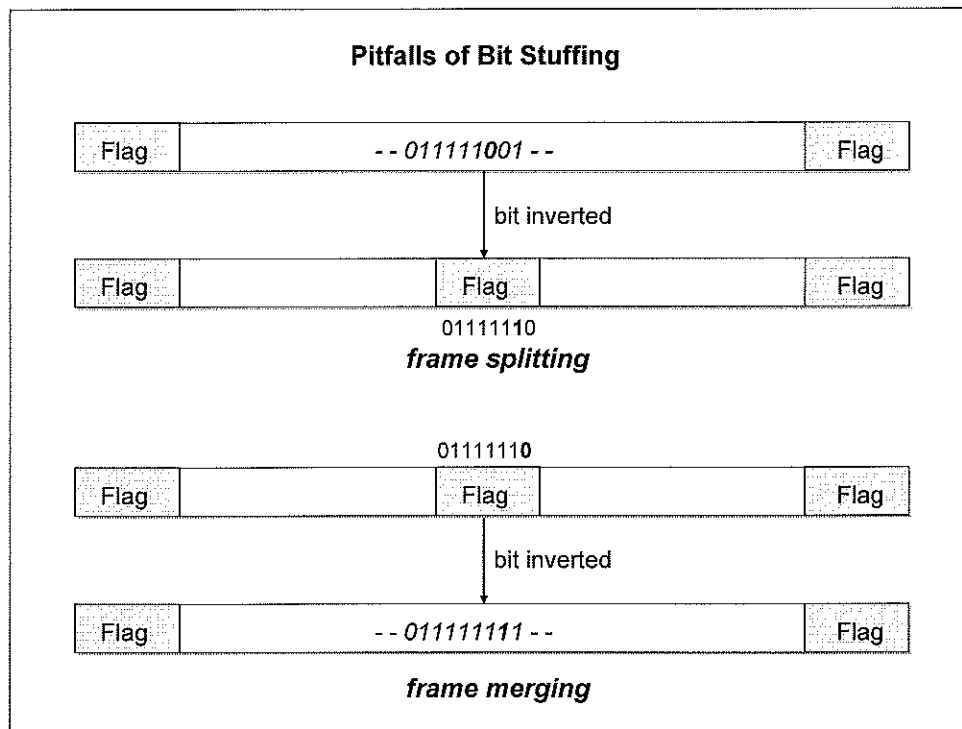 Pitfalls of Bit Stuffing
Flag - - 011111001 - - Flag
bit inverted
Flag Flag Flag
01111110
frame splitting
01111110
Flag Flag Flag
bit inverted
Flag - - 011111111 - - Flag
frame merging